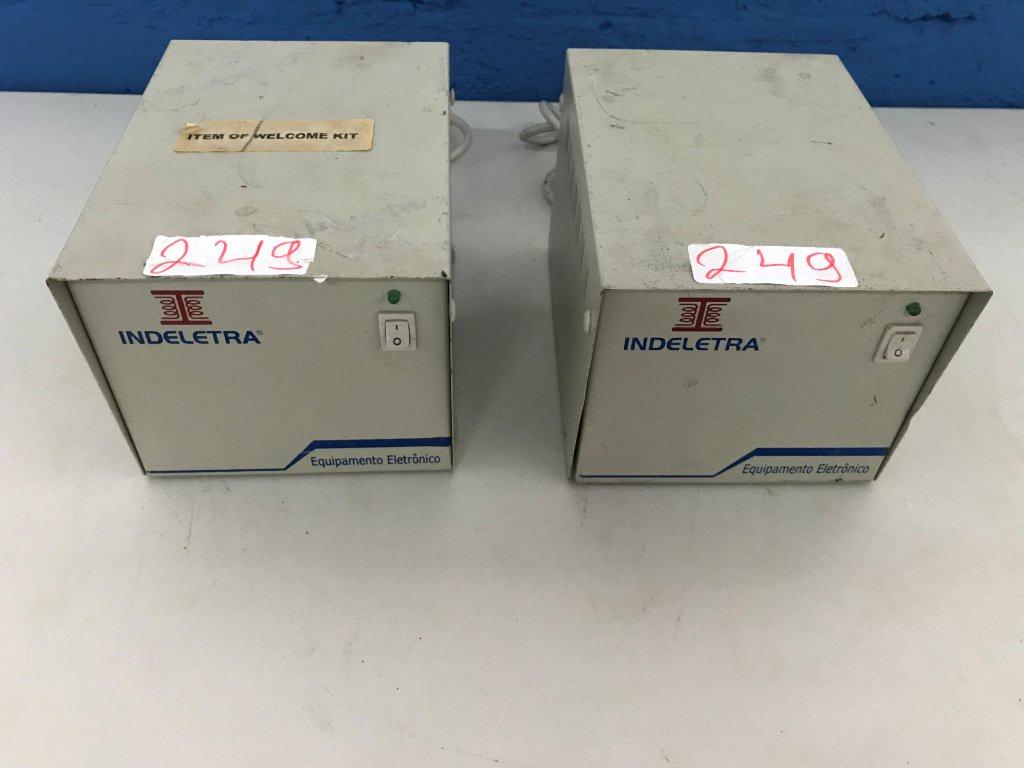 ITEM OF WELCOME KIT
249
INDELETRA®
I
O
Equipamento Eletrônico
249
INDELETRA®
I
O
Equipamento Eletrônico